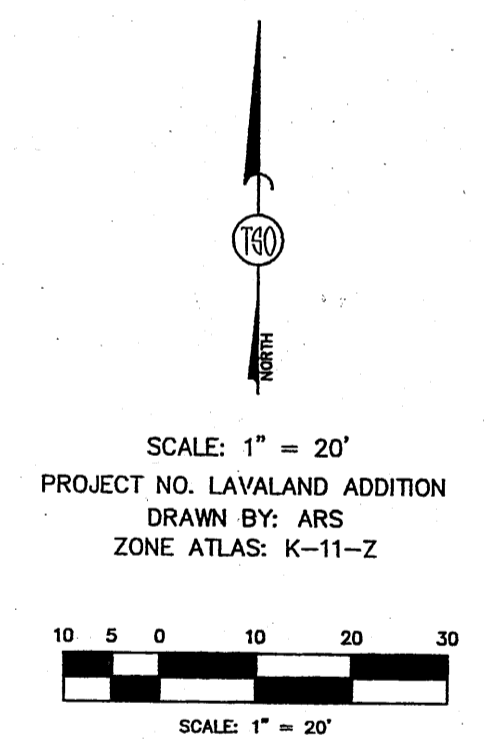 TSO
NORTH
SCALE: 1" = 20'
PROJECT NO. LAVALAND ADDITION
DRAWN BY: ARS
ZONE ATLAS: K-11-Z
10 5 0 10 20 30
SCALE: 1" = 20'